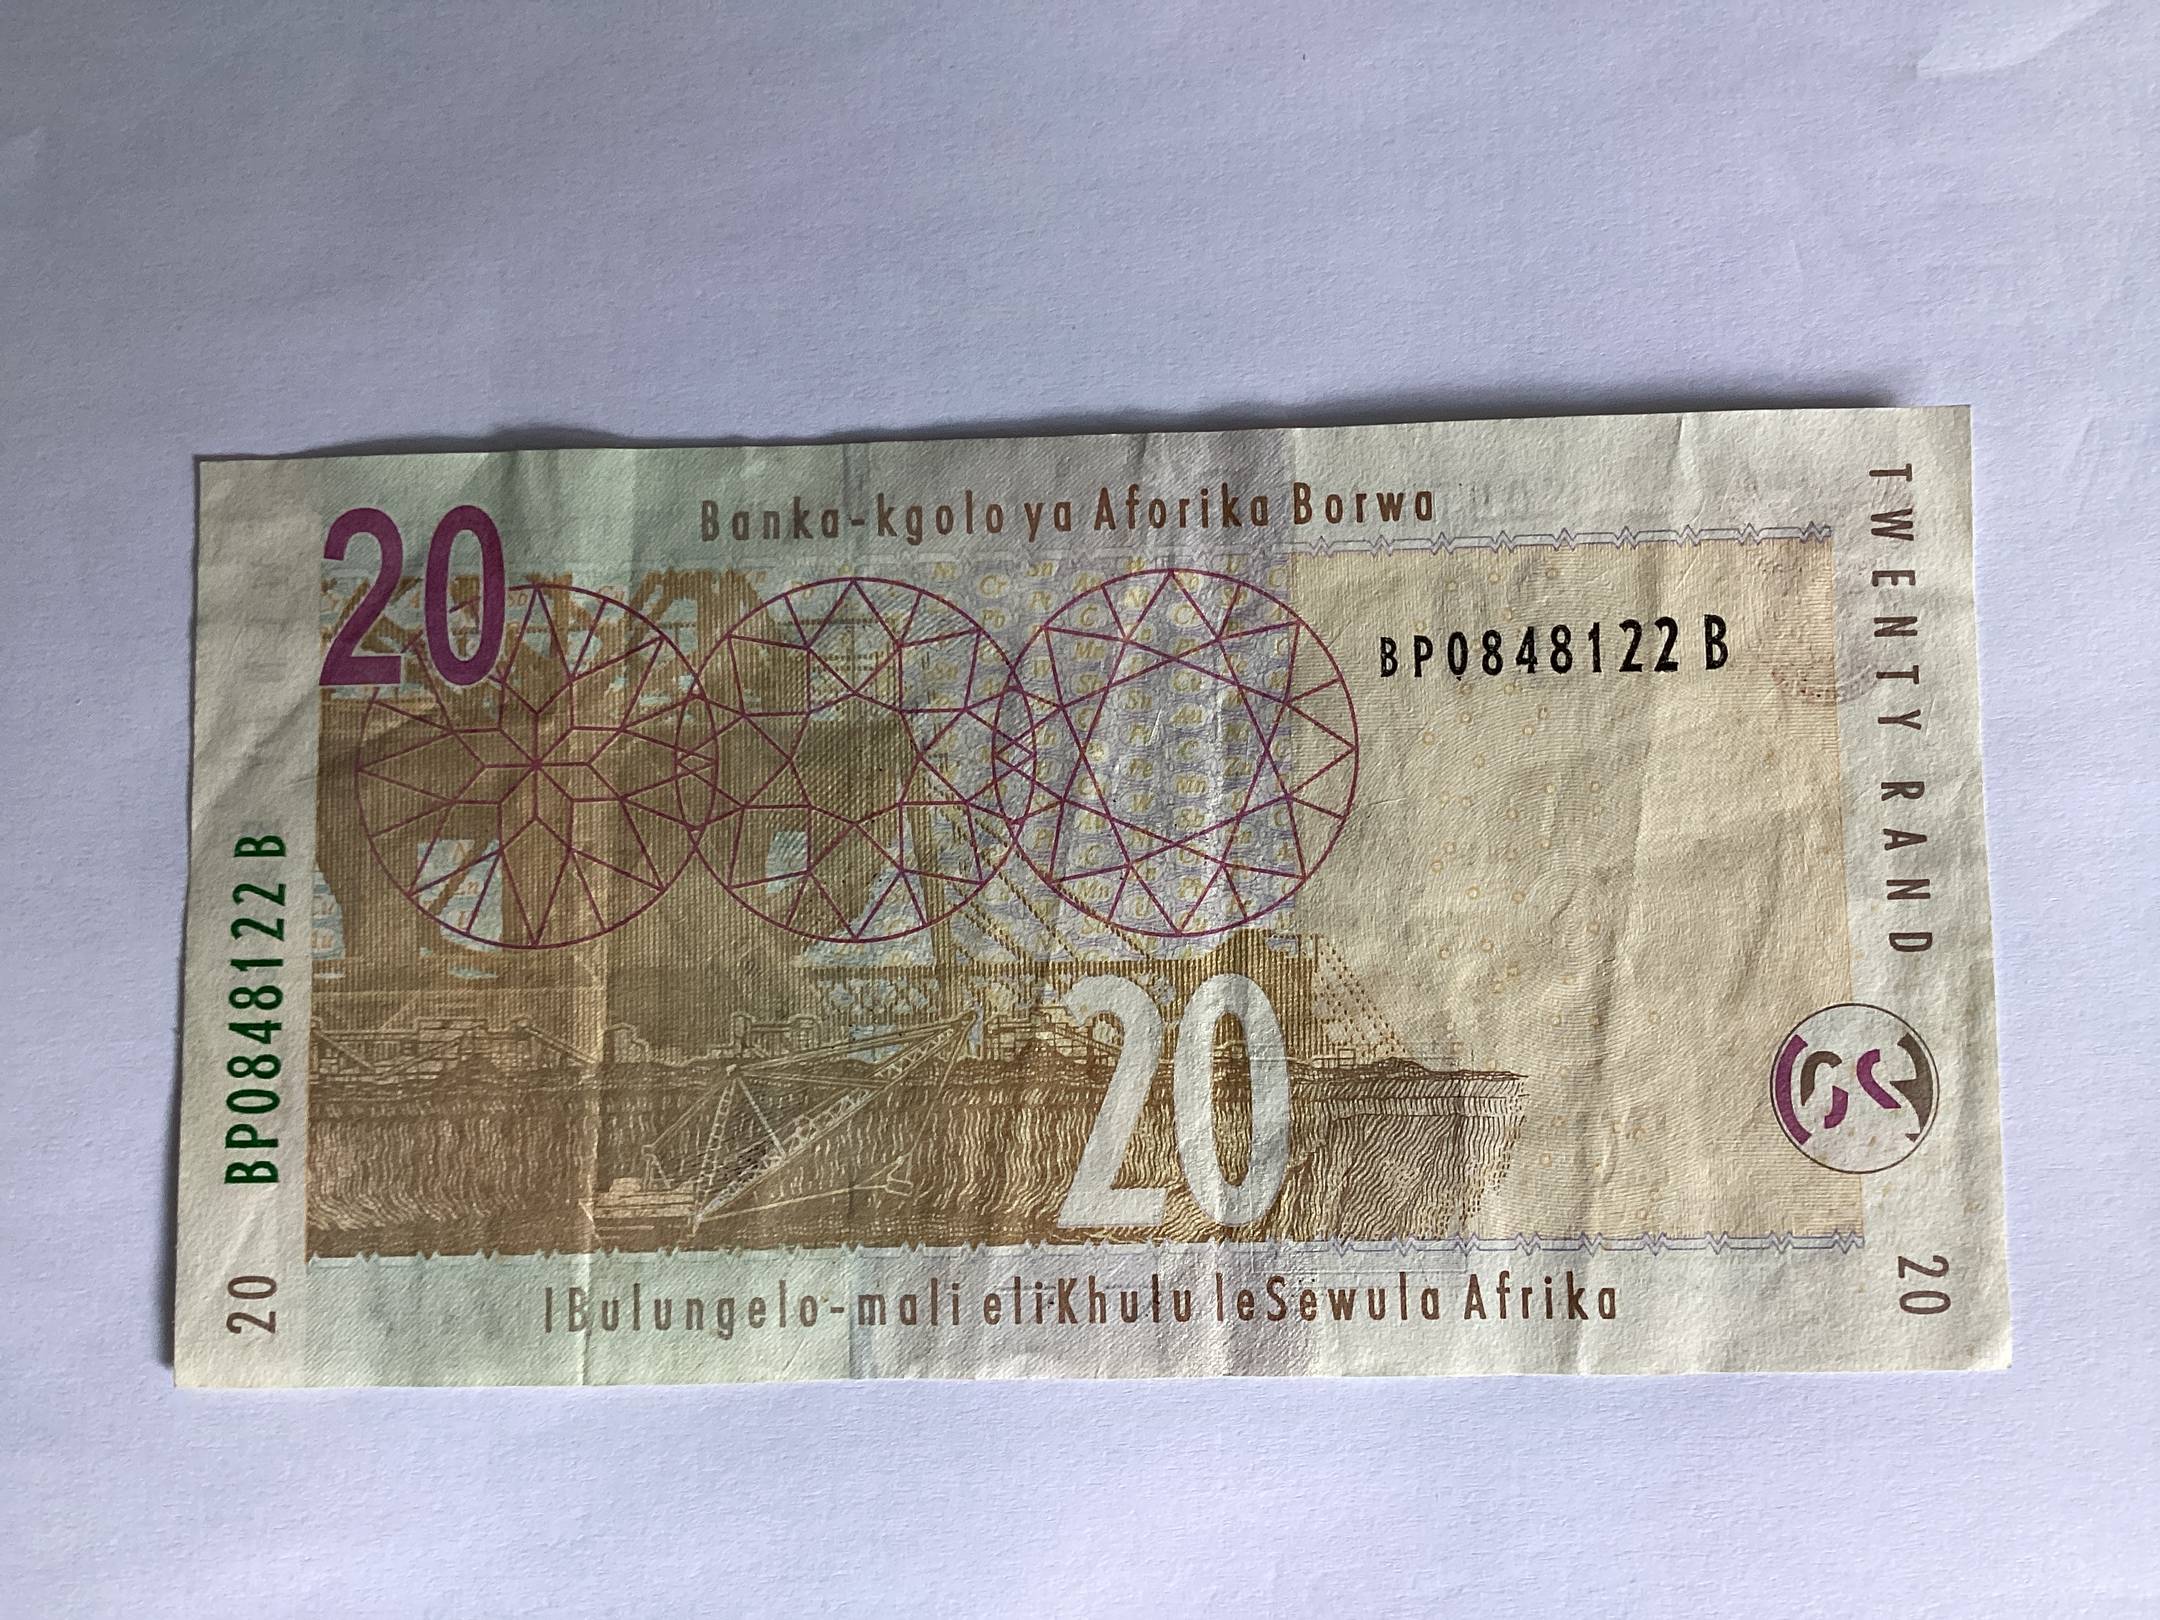 20
Banka-kgolo ya Aforika Borwa
TWENTY RAND
BP0848122 B
BP0848122 B
20
20
IBulungelo-mali eliKhulu leSewula Afrika
20